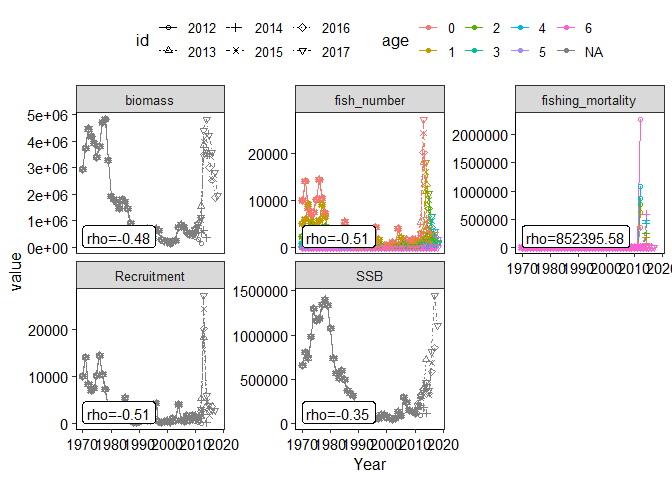 id 2012 2014 2016 age 0 2 4 6
2013 2015 2017 1 3 5 NA
biomass fish_number fishing_mortality
5e+06
4e+06
3e+06
2e+06
1e+06
0e+00
rho=-0.48
20000
10000
0
rho=-0.51
2000000
1500000
1000000
500000
0
rho=852395.58
1970 1980 1990 2000 2010 2020
Recruitment SSB
20000
10000
0
rho=-0.51
1500000
1000000
500000
0
rho=-0.35
1970 1980 1990 2000 2010 2020 1970 1980 1990 2000 2010 2020
value
Year